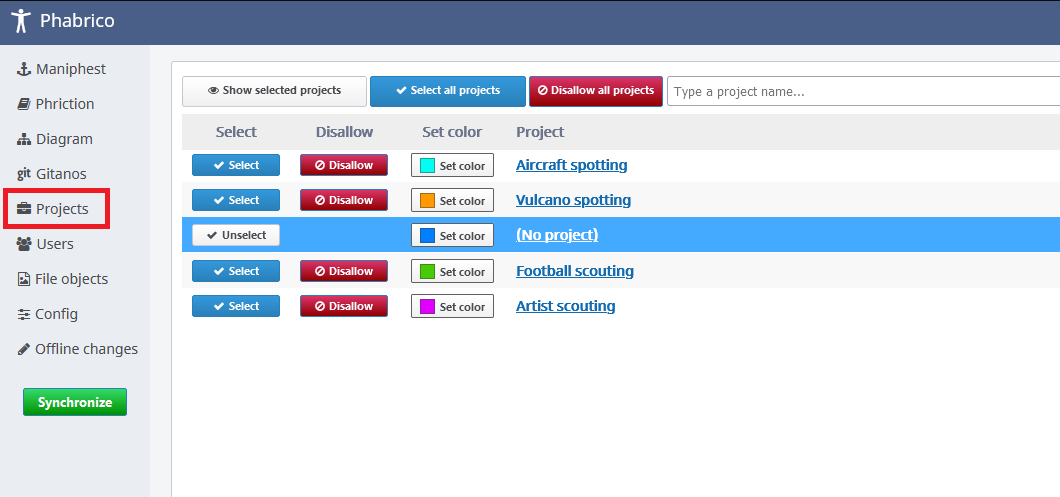 Phabrico
Maniphest
Phriction
Diagram
git Gitanos
Projects
Users
File objects
Config
Offline changes
Synchronize
Show selected projects Select all projects Disallow all projects Type a project name...
Select Disallow Set color Project
Select Disallow Set color Aircraft spotting
Select Disallow Set color Vulcano spotting
Unselect Set color (No project)
Select Disallow Set color Football scouting
Select Disallow Set color Artist scouting